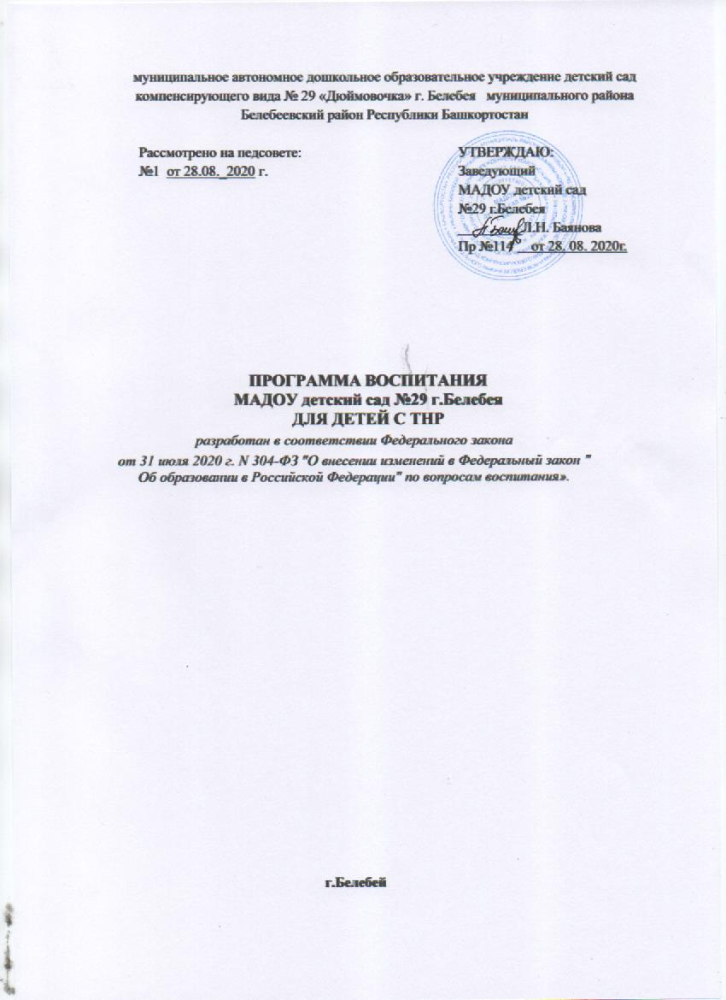 муниципальное автономное дошкольное образовательное учреждение детский сад
компенсирующего вида № 29 «Дюймовочка» г. Белебея муниципального района
Белебеевский район Республики Башкортостан
Рассмотрено на педсовете:
№1 от 28.08._2020 г.
УТВЕРЖДАЮ:
Заведующий
МАДОУ детский сад
№29 г.Белебея
Л.Н. Баянова
Пр №114 от 28. 08. 2020г.
ПРОГРАММА ВОСПИТАНИЯ
МАДОУ детский сад №29 г.Белебея
ДЛЯ ДЕТЕЙ С ТНР
разработан в соответствии Федерального закона
от 31 июля 2020 г. N 304-ФЗ "О внесении изменений в Федеральный закон "
Об образовании в Российской Федерации" по вопросам воспитания».
г.Белебей